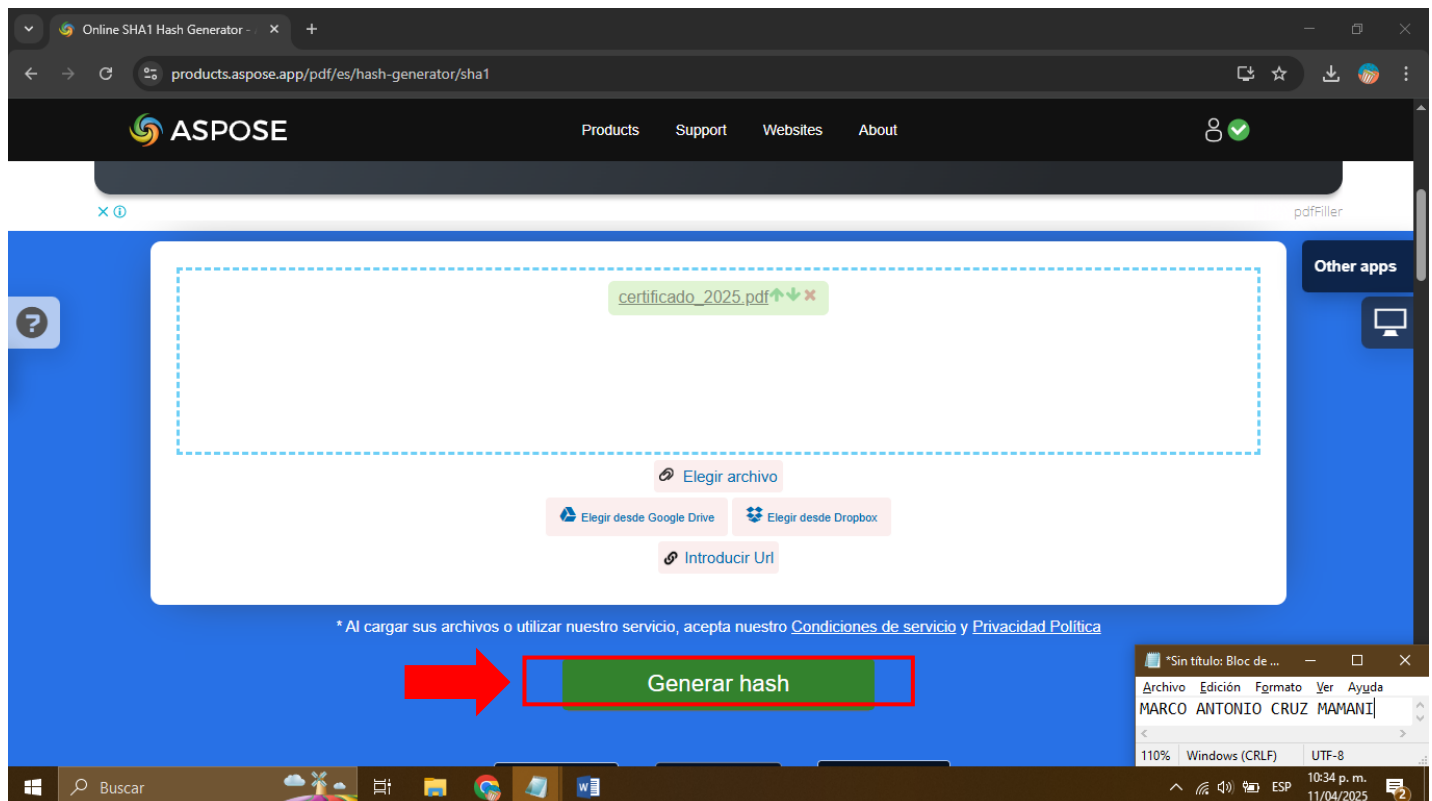 Online SHA1 Hash Generator - 
products.aspose.app/pdf/es/hash-generator/sha1
ASPOSE
Products Support Websites About
pdfFiller
Other apps
certificado_2025.pdf
Elegir archivo
Elegir desde Google Drive Elegir desde Dropbox
Introducir Url
* Al cargar sus archivos o utilizar nuestro servicio, acepta nuestro Condiciones de servicio y Privacidad Política
Generar hash
*Sin título: Bloc de ...
Archivo Edición Formato Ver Ayuda
MARCO ANTONIO CRUZ MAMANI
110% Windows (CRLF) UTF-8
Buscar
ESP
10:34 p. m.
11/04/2025
2